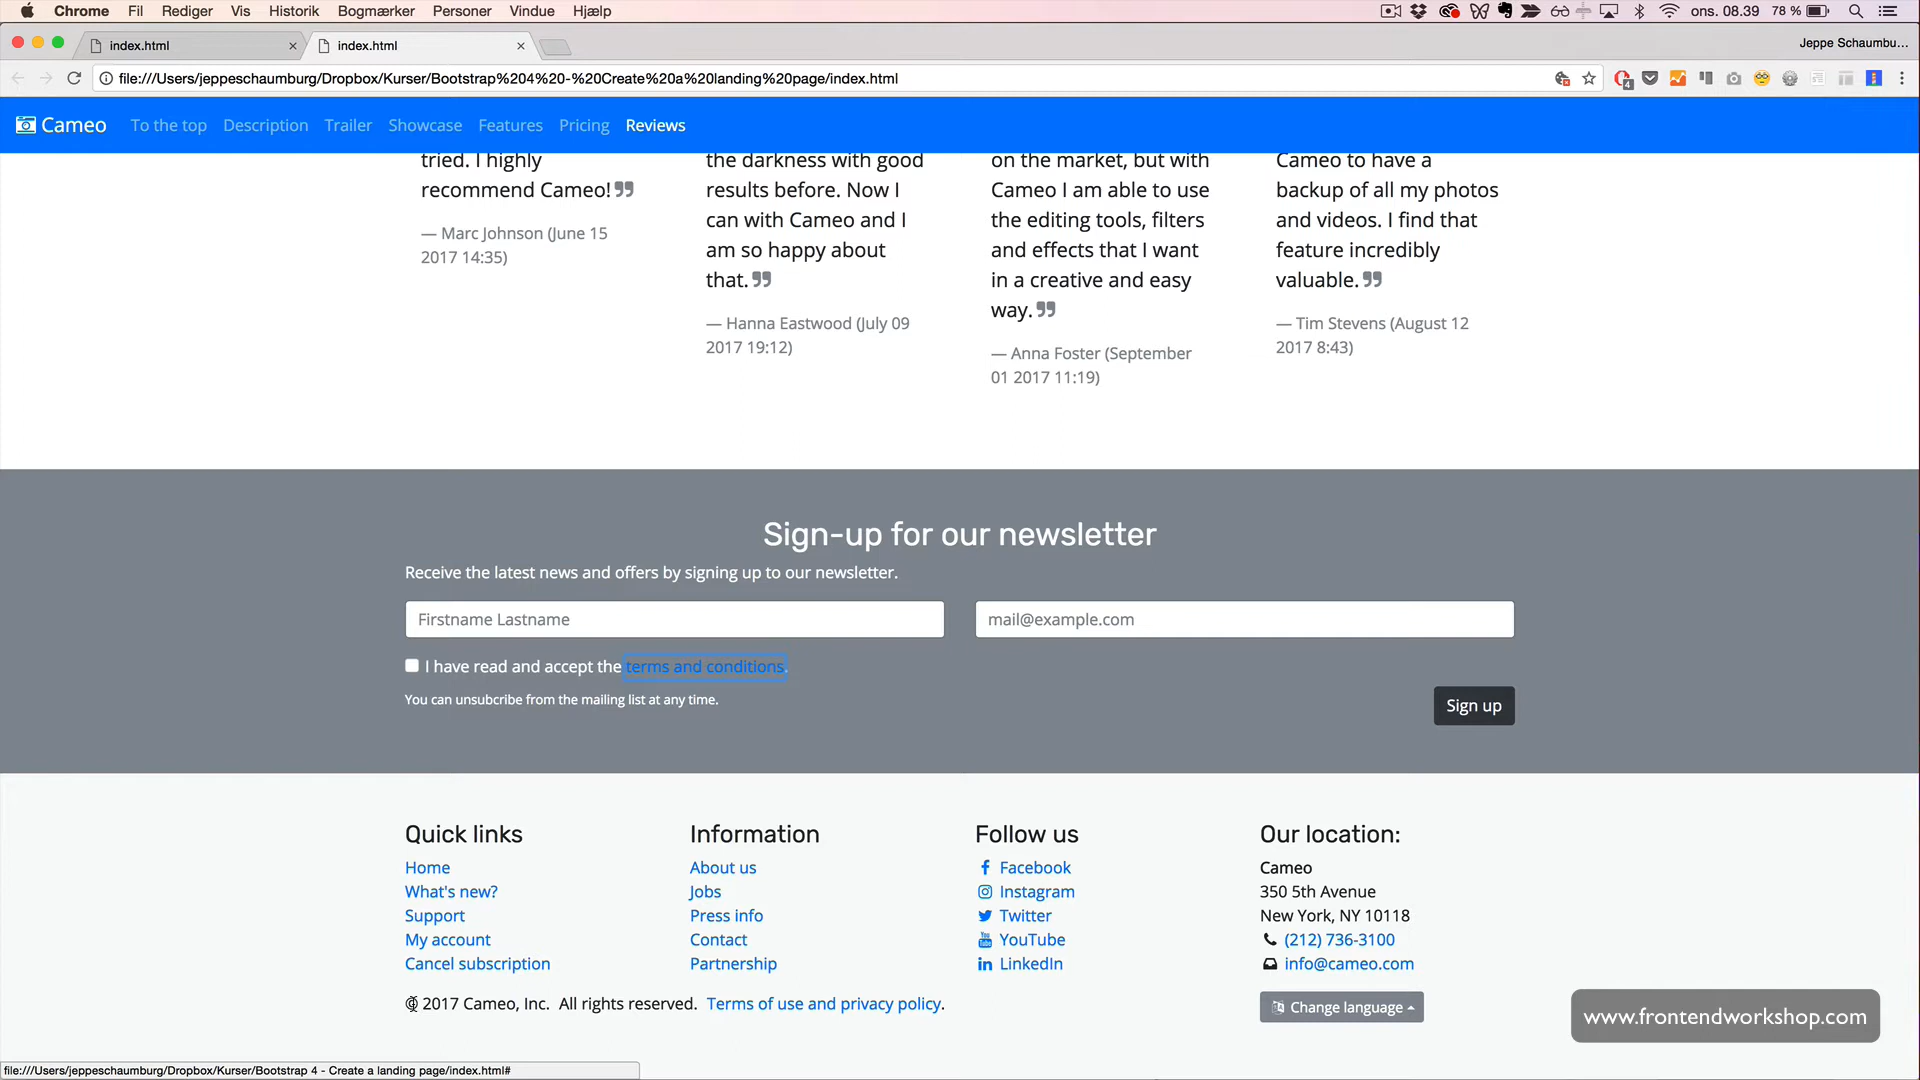 Chrome Fil Rediger Vis Historik Bogmærker Personer Vindue Hjælp ons. 08.39 78 %
index.html index.html Jeppe Schaumbu...
file:///Users/jeppeschaumburg/Dropbox/Kurser/Bootstrap%204%20-%20Create%20a%20landing%20page/index.html
Cameo To the top Description Trailer Showcase Features Pricing Reviews
tried. I highly
recommend Cameo!
— Marc Johnson (June 15
2017 14:35)
the darkness with good
results before. Now I
can with Cameo and I
am so happy about
that.
— Hanna Eastwood (July 09
2017 19:12)
on the market, but with
Cameo I am able to use
the editing tools, filters
and effects that I want
in a creative and easy
way.
— Anna Foster (September
01 2017 11:19)
Cameo to have a
backup of all my photos
and videos. I find that
feature incredibly
valuable.
— Tim Stevens (August 12
2017 8:43)
Sign-up for our newsletter
Receive the latest news and offers by signing up to our newsletter.
Firstname Lastname
mail@example.com
I have read and accept the terms and conditions.
You can unsubcribe from the mailing list at any time.
Sign up
Quick links
Home
What's new?
Support
My account
Cancel subscription
Information
About us
Jobs
Press info
Contact
Partnership
Follow us
Facebook
Instagram
Twitter
YouTube
LinkedIn
Our location:
Cameo
350 5th Avenue
New York, NY 10118
(212) 736-3100
info@cameo.com
© 2017 Cameo, Inc. All rights reserved. Terms of use and privacy policy.
Change language
www.frontendworkshop.com
file:///Users/jeppeschaumburg/Dropbox/Kurser/Bootstrap 4 - Create a landing page/index.html#